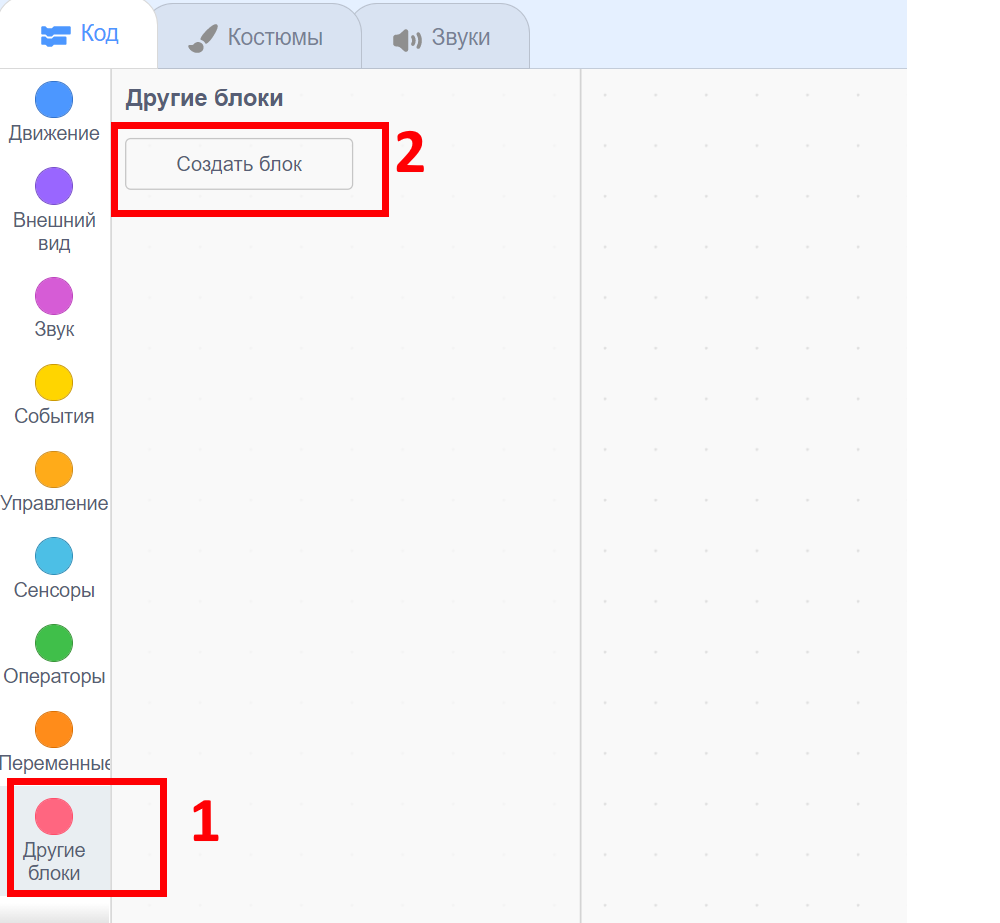 Код
Костюмы
Звуки
Движение
Внешний
вид
Звук
События
Управление
Сенсоры
Операторы
Переменные
Другие
блоки
1
Другие блоки
Создать блок
2